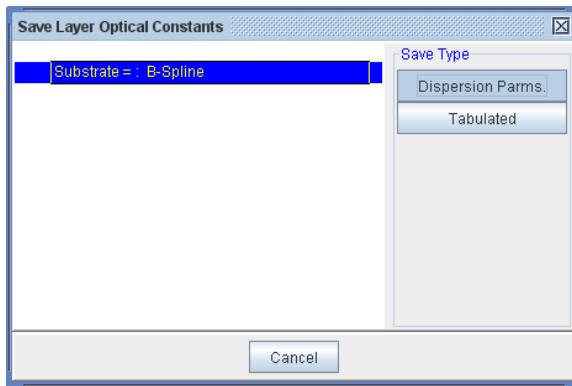 Save Layer Optical Constants
Substrate = : B-Spline
Save Type
Dispersion Parms.
Tabulated
Cancel